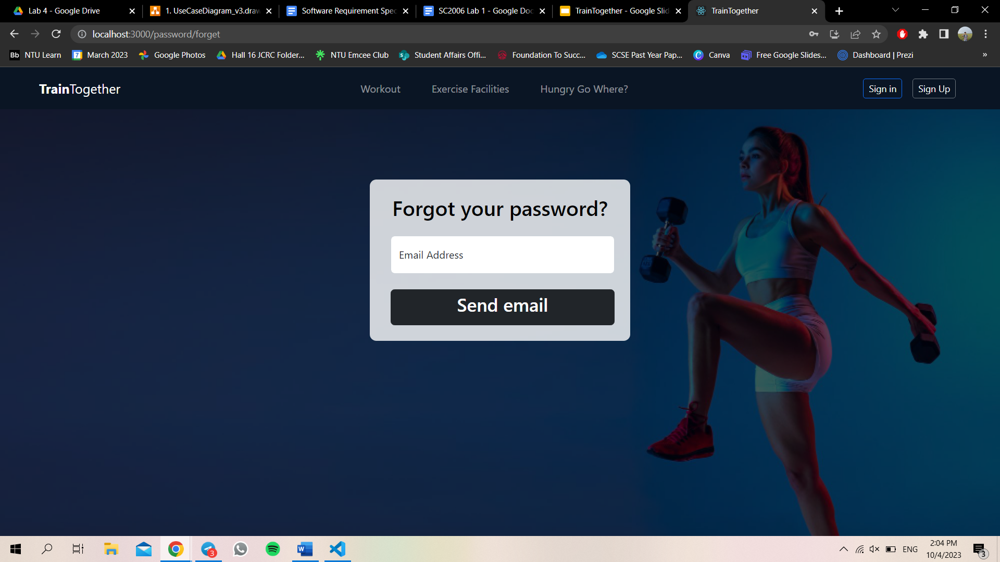 Lab 4 - Google Drive
1. UseCaseDiagram_v3.draw
Software Requirement Spec
SC2006 Lab 1 - Google Doc
TrainTogether - Google Slid
TrainTogether
localhost:3000/password/forget
Bb NTU Learn
7 March 2023
Google Photos
Hall 16 JCRC Folder...
NTU Emcee Club
S Student Affairs Offi...
Foundation To Succ...
SCSE Past Year Pap...
C Canva
Free Google Slides...
Dashboard | Prezi
»
TrainTogether
Workout
Exercise Facilities
Hungry Go Where?
Sign in
Sign Up
Forgot your password?
Email Address
Send email
3
W
ENG
2:04 PM
10/4/2023
3